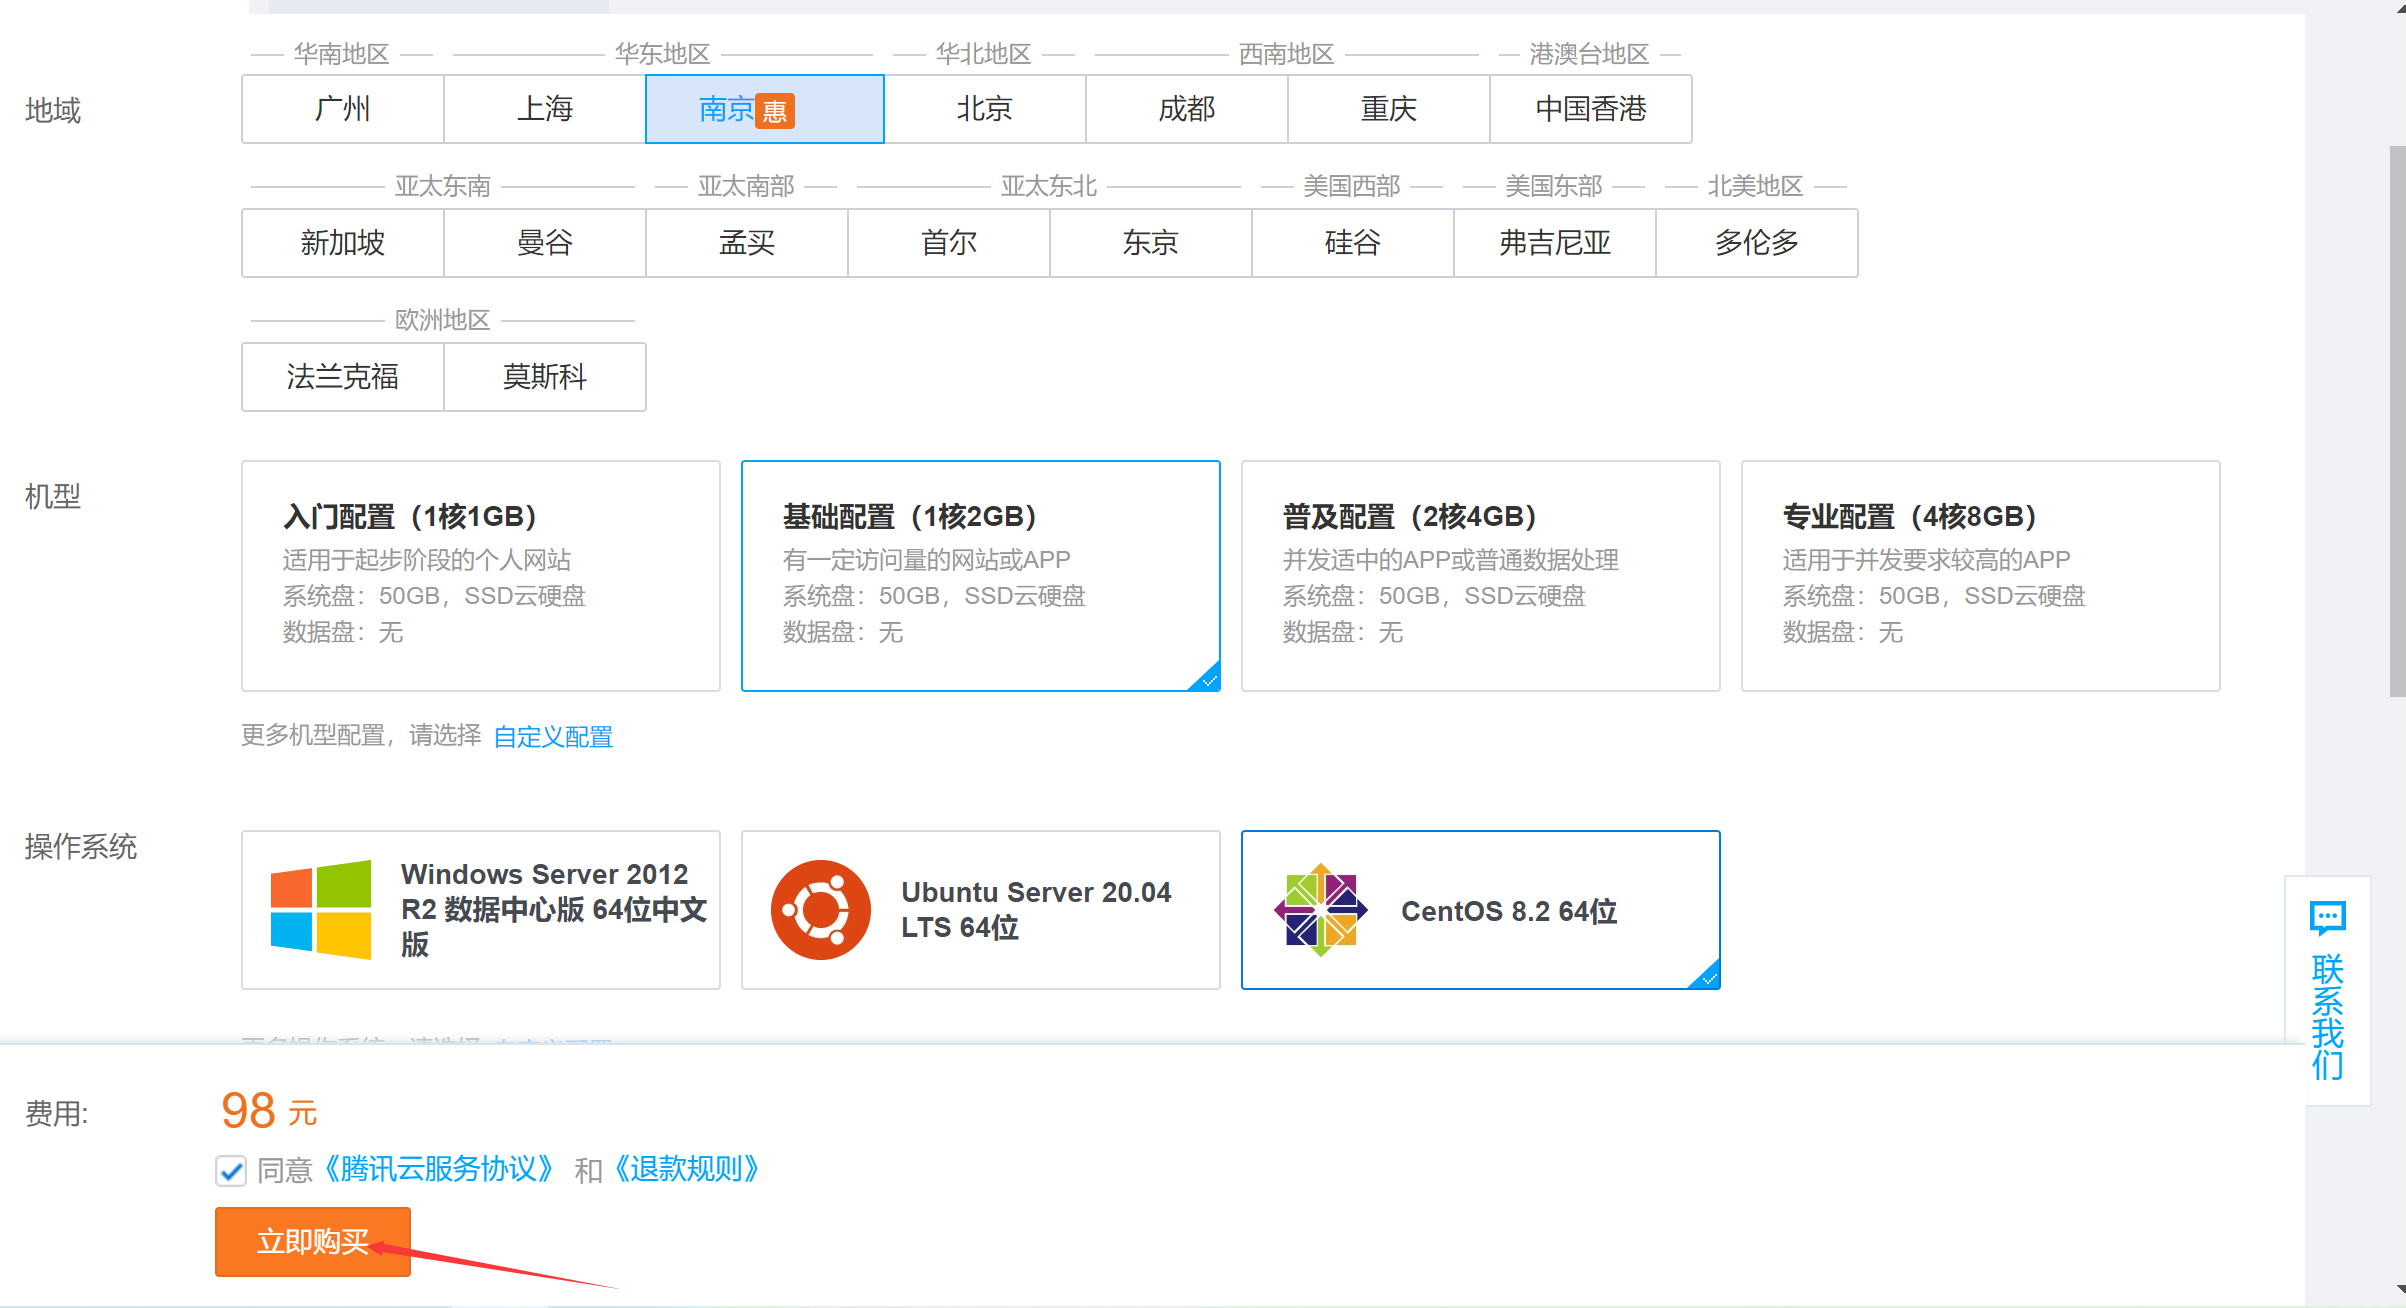 华南地区 华东地区 华北地区 西南地区 港澳台地区
地域 广州 上海 南京惠 北京 成都 重庆 中国香港
亚太东南 亚太南部 亚太东北 美国西部 美国东部 北美地区
新加坡 曼谷 孟买 首尔 东京 硅谷 弗吉尼亚 多伦多
欧洲地区
法兰克福 莫斯科
机型
入门配置（1核1GB）
适用于起步阶段的个人网站
系统盘：50GB，SSD云硬盘
数据盘：无
基础配置（1核2GB）
有一定访问量的网站或APP
系统盘：50GB，SSD云硬盘
数据盘：无
普及配置（2核4GB）
并发适中的APP或普通数据处理
系统盘：50GB，SSD云硬盘
数据盘：无
专业配置（4核8GB）
适用于并发要求较高的APP
系统盘：50GB，SSD云硬盘
数据盘：无
更多机型配置，请选择 自定义配置
操作系统
Windows Server 2012
R2 数据中心版 64位中文
版
Ubuntu Server 20.04
LTS 64位
CentOS 8.2 64位
联系我们
费用: 98 元
同意《腾讯云服务协议》 和《退款规则》
立即购买